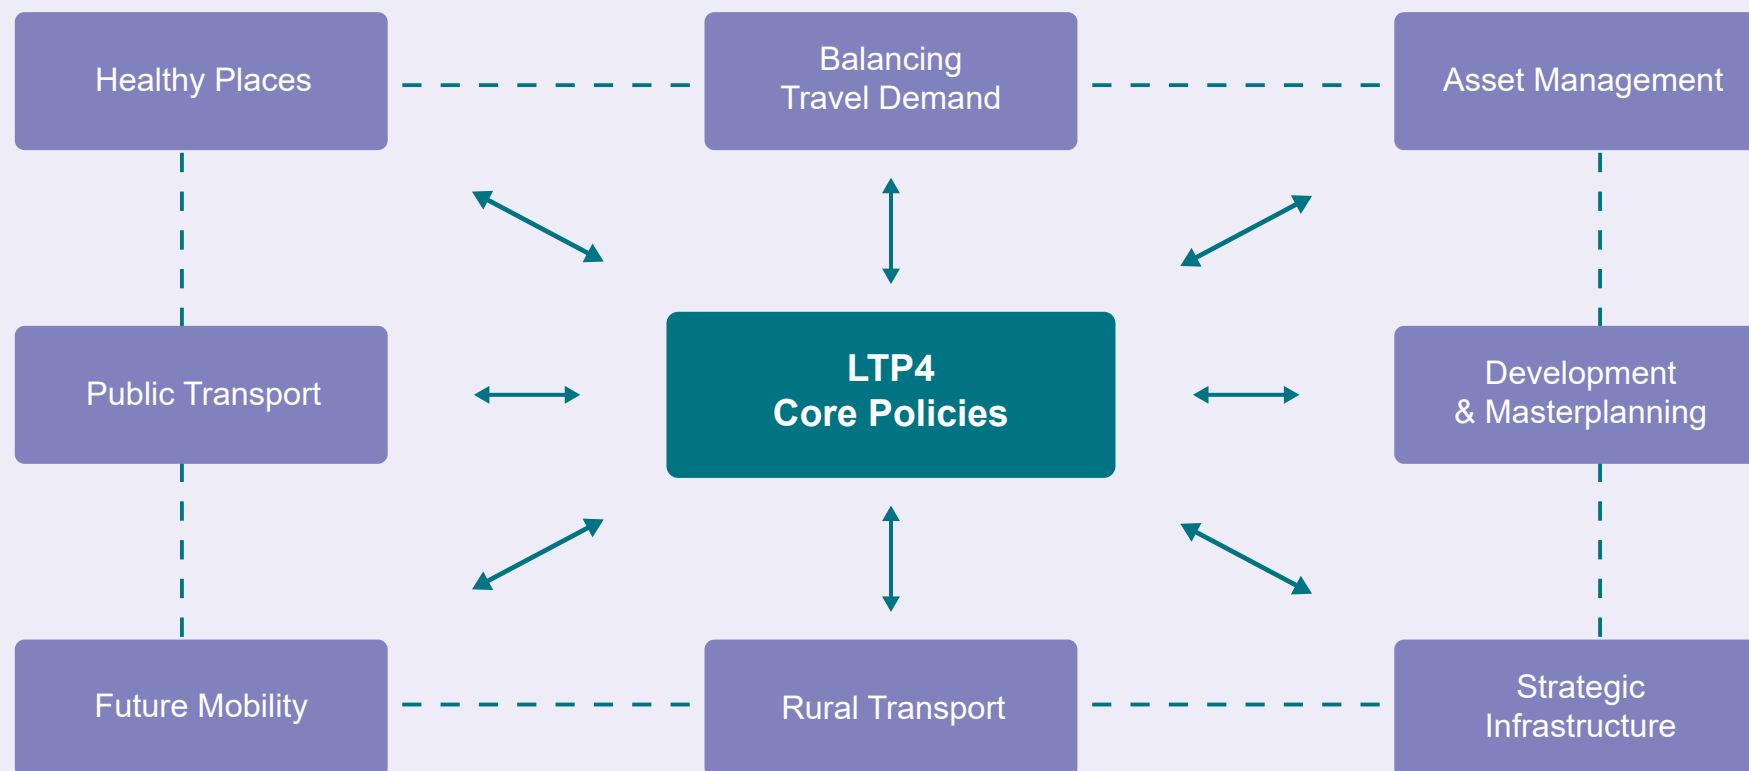 Healthy Places
Balancing
Travel Demand
Asset Management
Public Transport
LTP4
Core Policies
Development
& Masterplanning
Future Mobility
Rural Transport
Strategic
Infrastructure